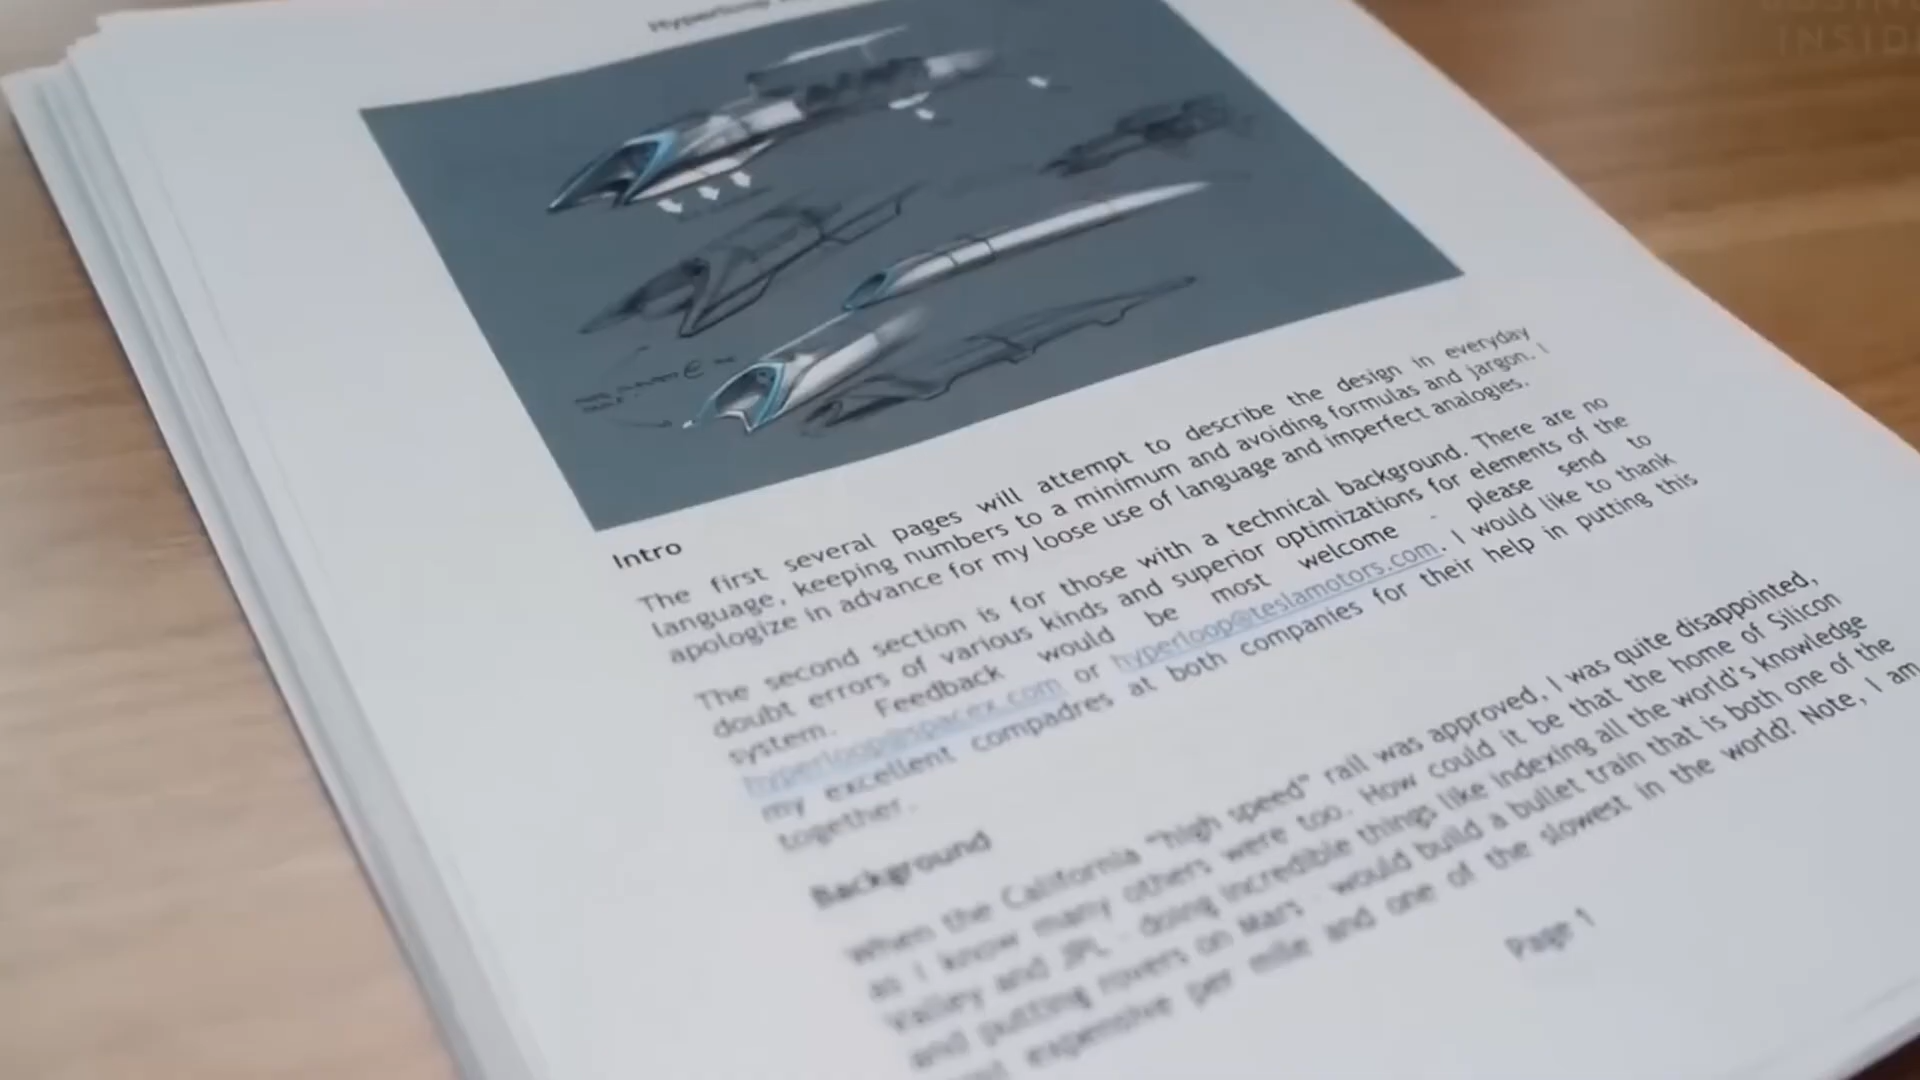 Hyperloop
INSID
Intro
The first several pages will attempt to describe the design in everyday
language, keeping numbers to a minimum and avoiding formulas and jargon. I
apologize in advance for my loose use of language and imperfect analogies.
The second section is for those with a technical background. There are no
doubt errors of various kinds and superior optimizations for elements of the
system. Feedback would be most welcome - please send to
hyperloop@spacex.com or hyperloop@teslamotors.com. I would like to thank
my excellent compadres at both companies for their help in putting this
together.
Background
When the California "high speed" rail was approved, I was quite disappointed,
as I know many others were too. How could it be that the home of Silicon
Valley and JPL - doing incredible things like indexing all the world's knowledge
and putting rovers on Mars - would build a bullet train that is both one of the
expensive per mile and one of the slowest in the world? Note, I am
Page 1